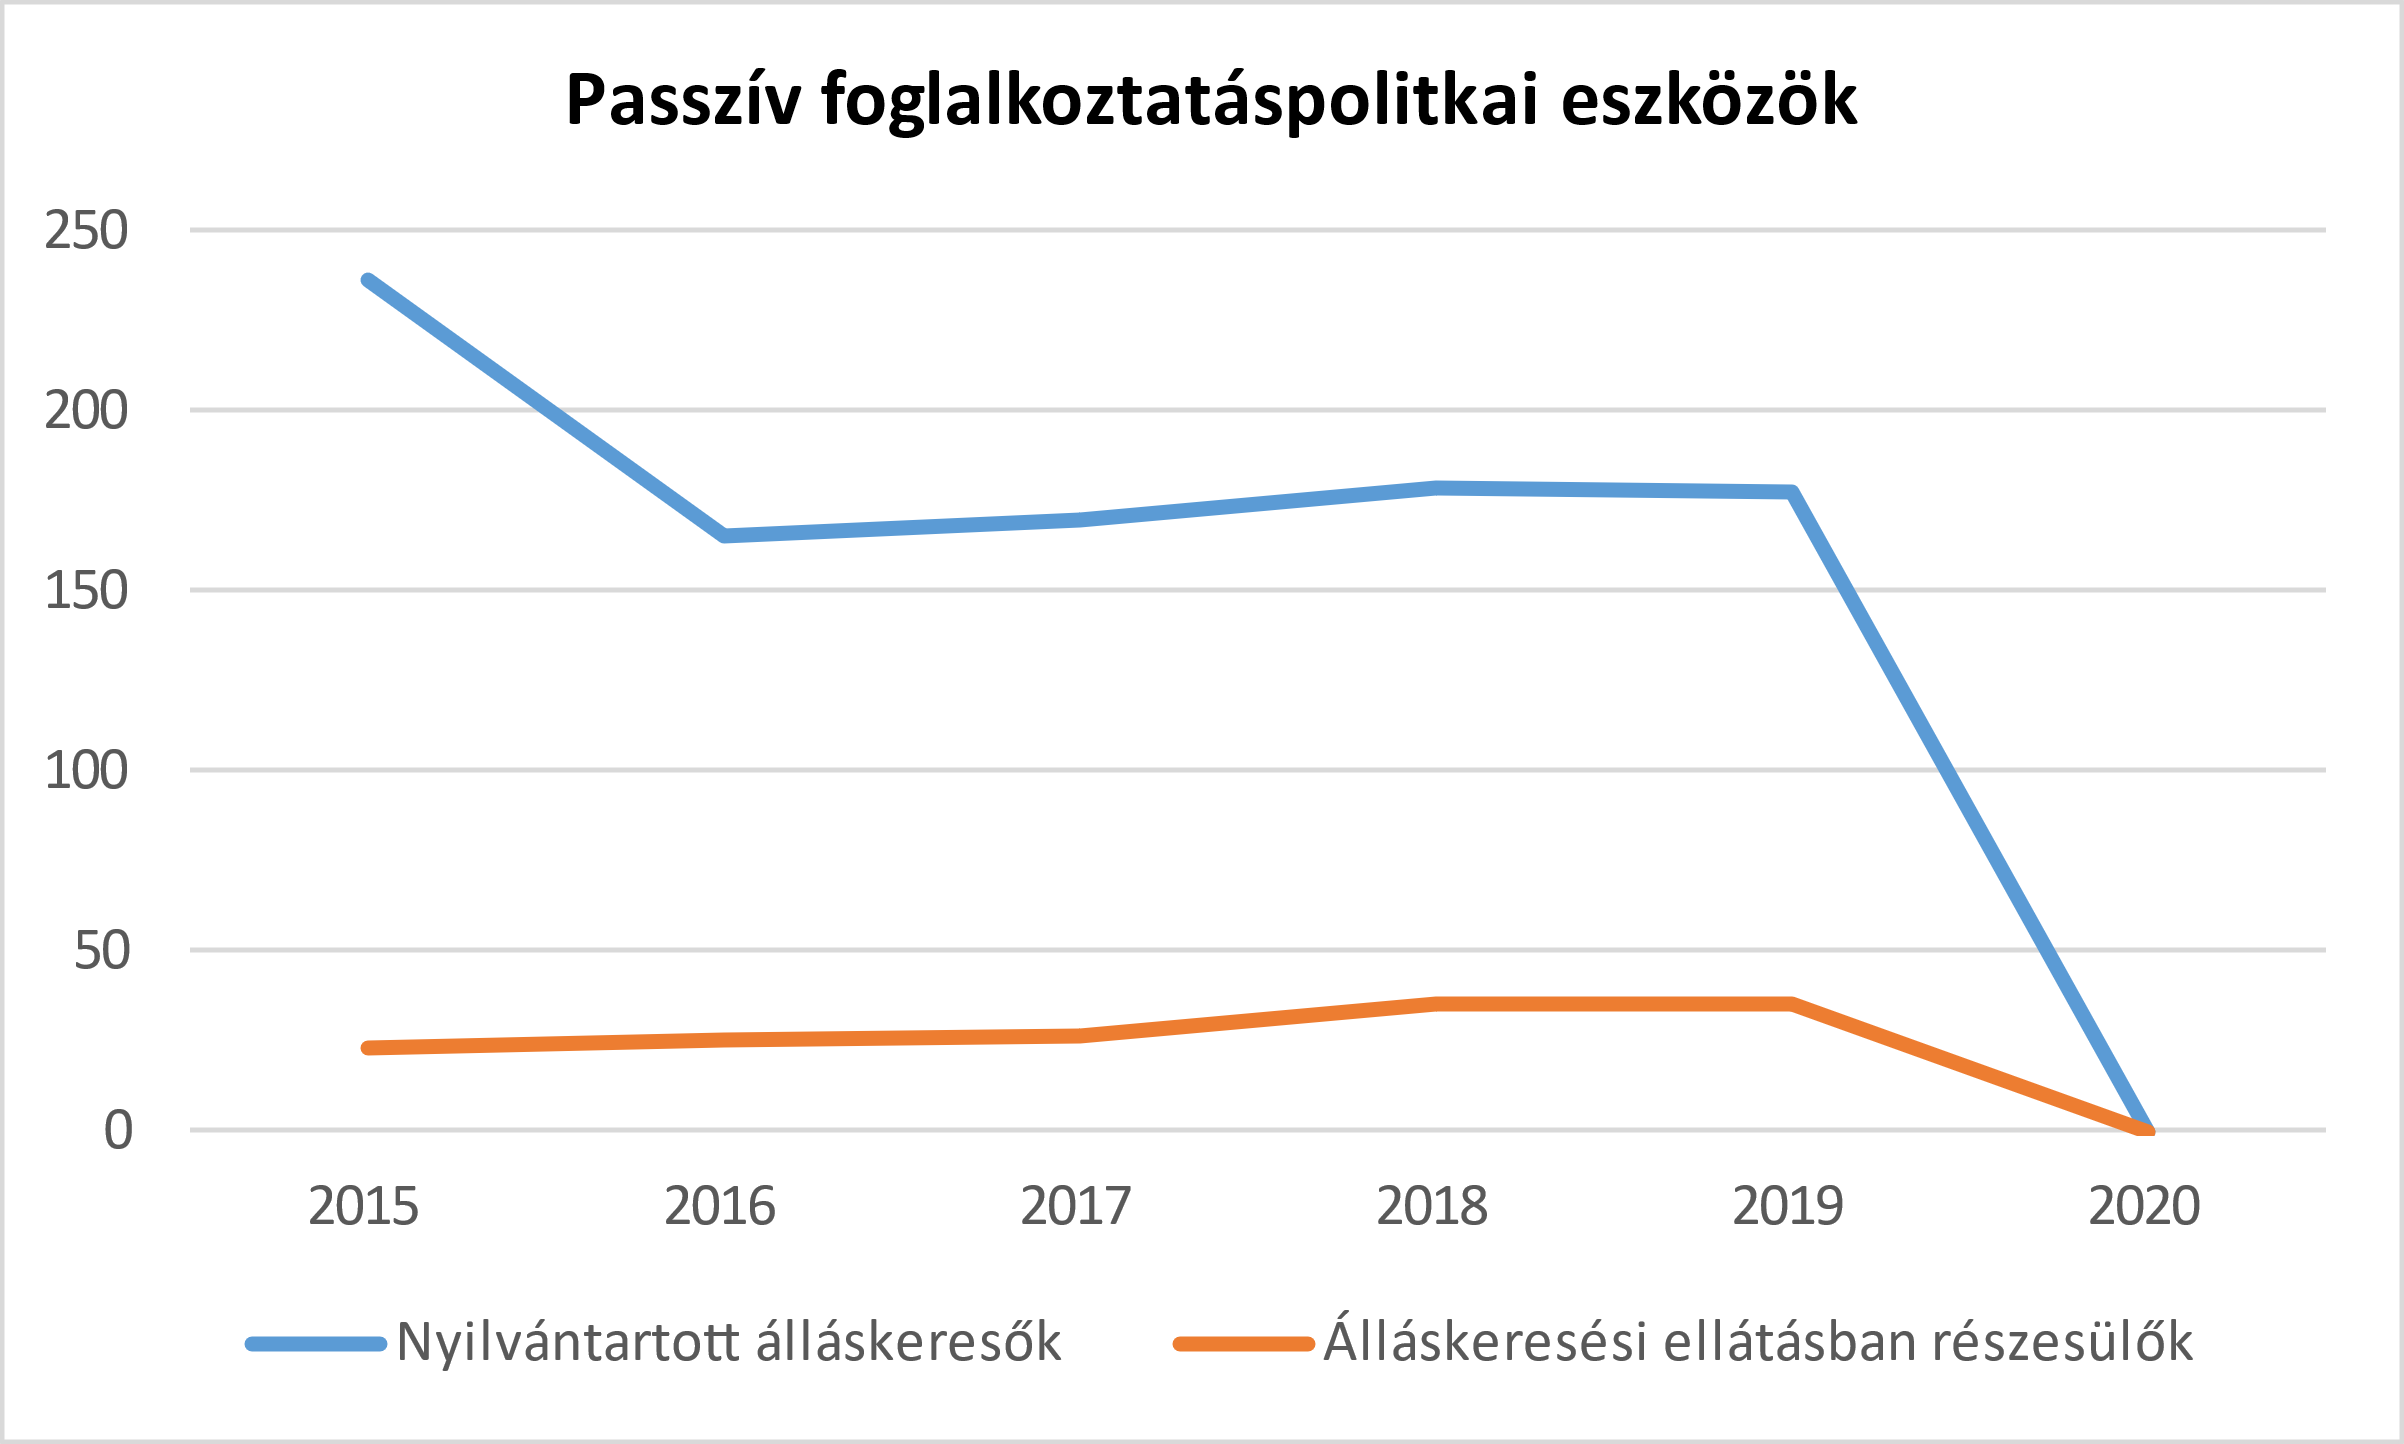 Passzív foglalkoztatáspolitkai eszközök
250
200
150
100
50
0
2015 2016 2017 2018 2019 2020
Nyilvántartott álláskeresők Álláskeresési ellátásban részesülők